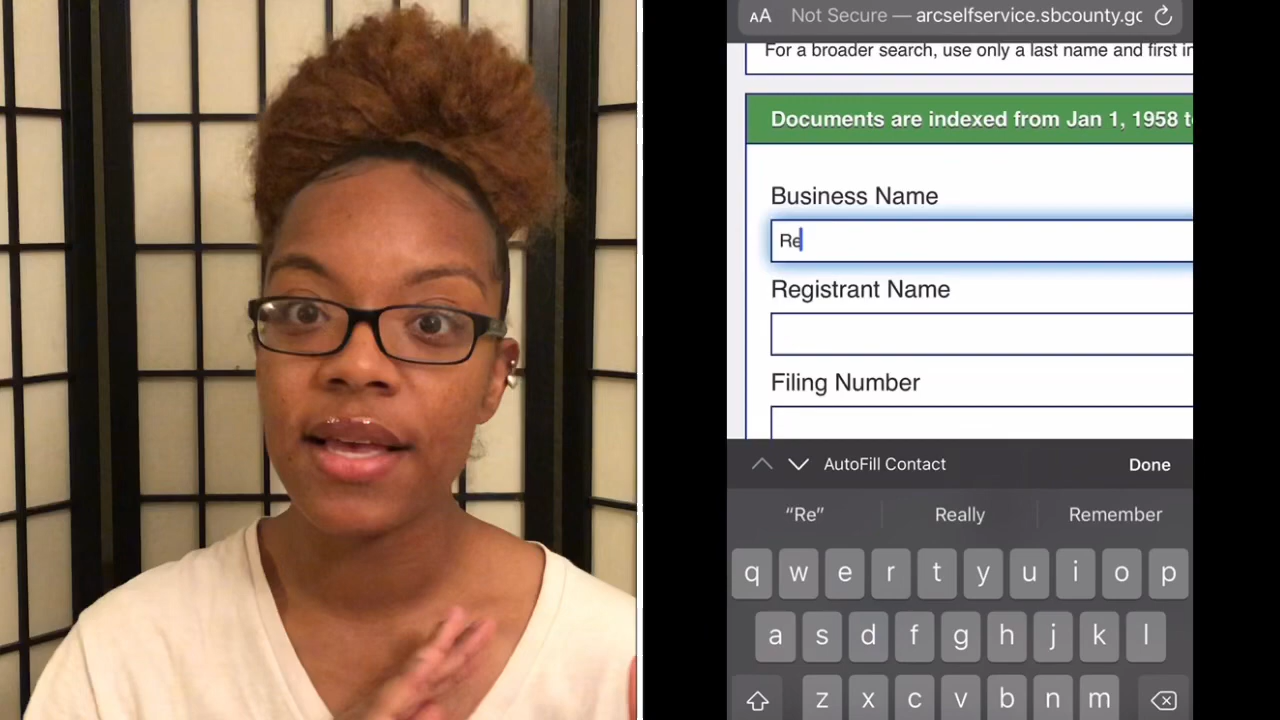 AA Not Secure — arcselfservice.sbcounty.gc
For a broader search, use only a last name and first in
Documents are indexed from Jan 1, 1958 t
Business Name
Re
Registrant Name
Filing Number
AutoFill Contact Done
“Re” Really Remember
q w e r t y u i o p
a s d f g h j k l
z x c v b n m